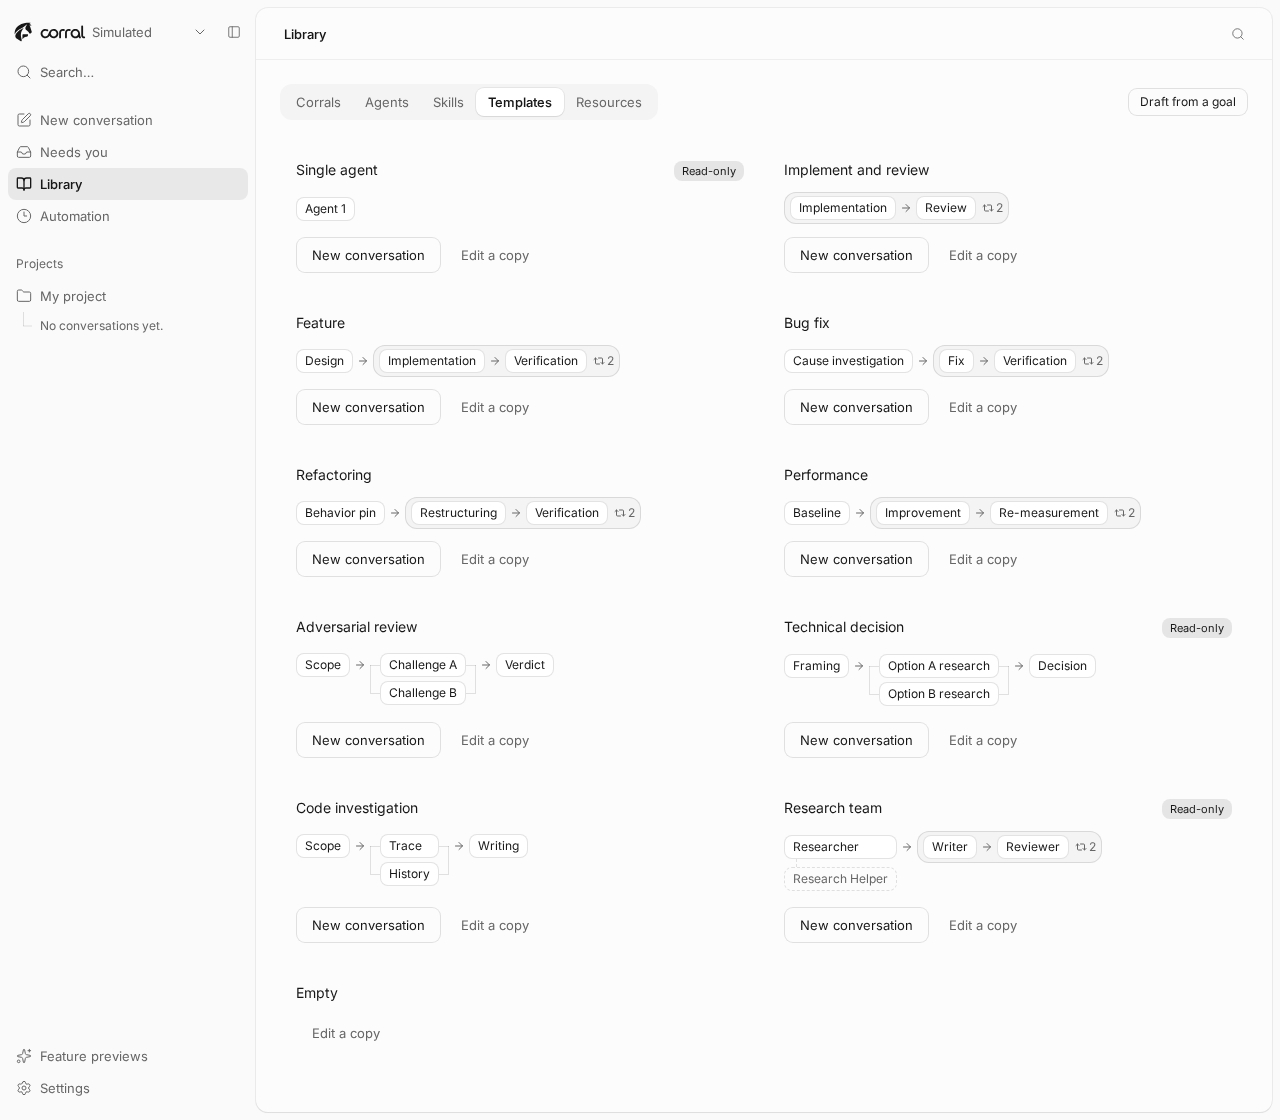 corral Simulated
Search...
New conversation
Needs you
Library
Automation
Projects
My project
No conversations yet.
Feature previews
Settings
Library
Corrals Agents Skills Templates Resources
Draft from a goal
Single agent Read-only
Agent 1
New conversation Edit a copy
Implement and review
Implementation → Review 2
New conversation Edit a copy
Feature
Design → Implementation → Verification 2
New conversation Edit a copy
Bug fix
Cause investigation → Fix → Verification 2
New conversation Edit a copy
Refactoring
Behavior pin → Restructuring → Verification 2
New conversation Edit a copy
Performance
Baseline → Improvement → Re-measurement 2
New conversation Edit a copy
Adversarial review
Scope → Challenge A → Verdict
Challenge B
New conversation Edit a copy
Technical decision Read-only
Framing → Option A research → Decision
Option B research
New conversation Edit a copy
Code investigation
Scope → Trace → Writing
History
New conversation Edit a copy
Research team Read-only
Researcher → Writer → Reviewer 2
Research Helper
New conversation Edit a copy
Empty
Edit a copy